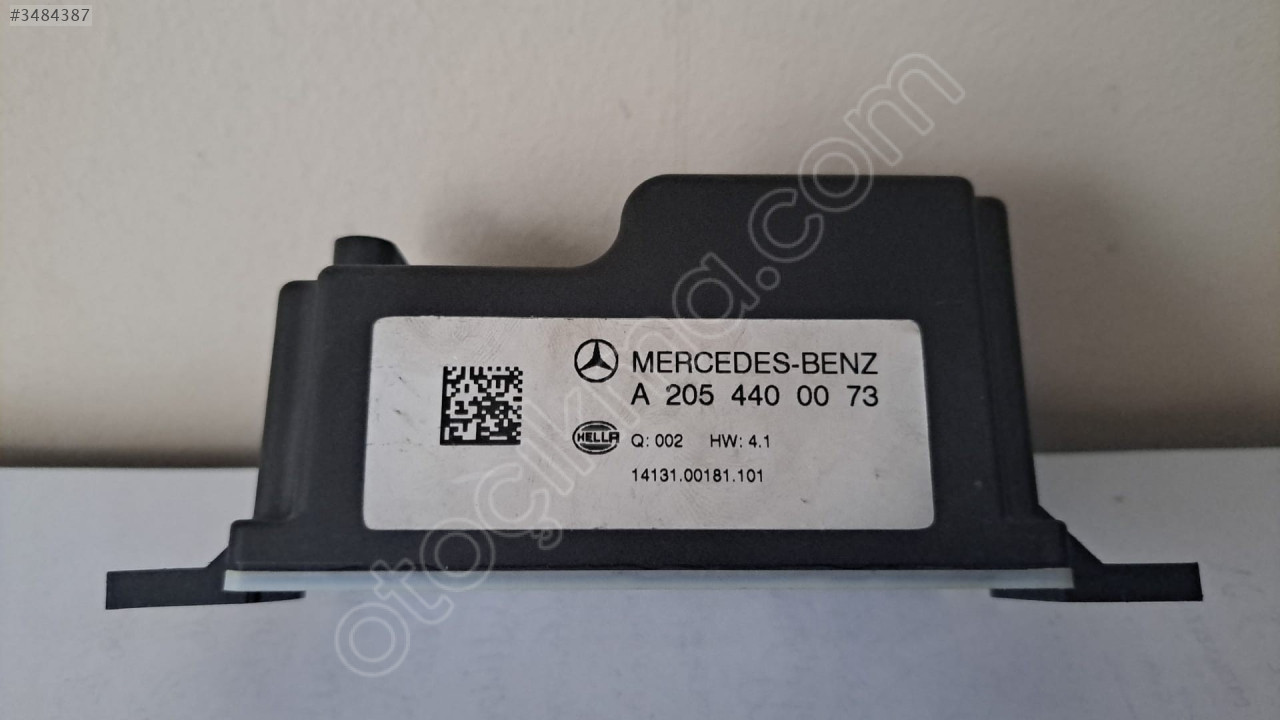 #3484387
MERCEDES-BENZ
A 205 440 00 73
HELLA
Q: 002 HW: 4.1
14131.00181.101
otoçıkma.com